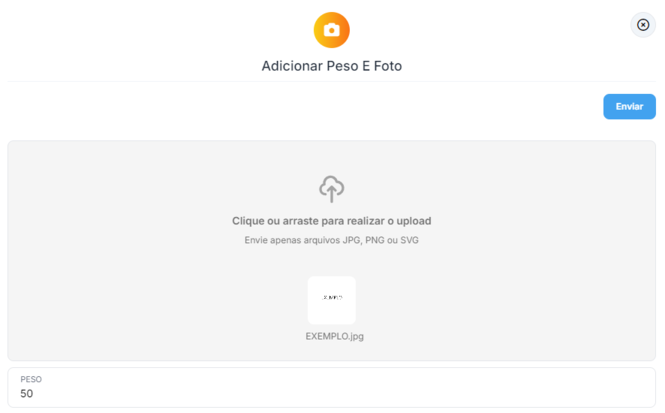 Adicionar Peso E Foto
Enviar
Clique ou arraste para realizar o upload
Envie apenas arquivos JPG, PNG ou SVG
EXEMPLO.jpg
PESO
50